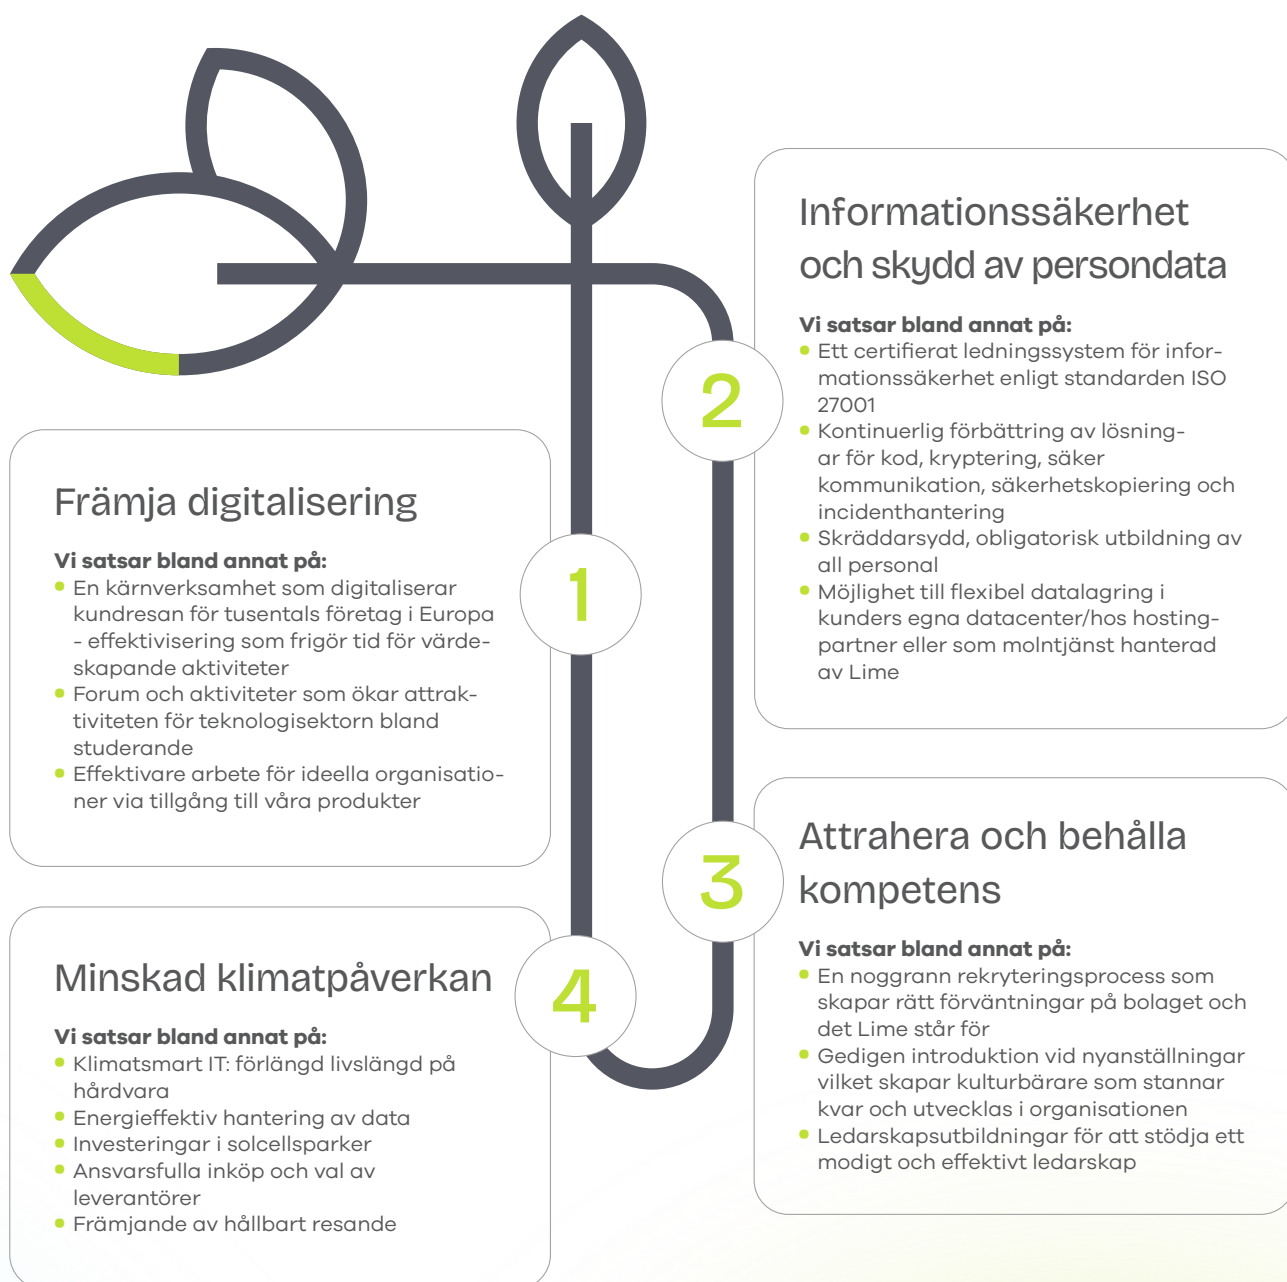 Främja digitalisering
Vi satsar bland annat på:
• En kärnverksamhet som digitaliserar
kundresan för tusentals företag i Europa
- effektivisering som frigör tid för värde-
skapande aktiviteter
• Forum och aktiviteter som ökar attrak-
tiviteten för teknologisektorn bland
studerande
• Effektivare arbete för ideella organisatio-
ner via tillgång till våra produkter
1
Informationssäkerhet
och skydd av persondata
Vi satsar bland annat på:
• Ett certifierat ledningssystem för infor-
mationssäkerhet enligt standarden ISO
27001
• Kontinuerlig förbättring av lösning-
ar för kod, kryptering, säker
kommunikation, säkerhetskopiering och
incidenthantering
• Skräddarsydd, obligatorisk utbildning av
all personal
• Möjlighet till flexibel datalagring i
kunders egna datacenter/hos hosting-
partner eller som molntjänst hanterad
av Lime
2
Attrahera och behålla
kompetens
Vi satsar bland annat på:
• En noggrann rekryteringsprocess som
skapar rätt förväntningar på bolaget och
det Lime står för
• Gedigen introduktion vid nyanställningar
vilket skapar kulturbärare som stannar
kvar och utvecklas i organisationen
• Ledarskapsutbildningar för att stödja ett
modigt och effektivt ledarskap
3
Minskad klimatpåverkan
Vi satsar bland annat på:
• Klimatsmart IT: förlängd livslängd på
hårdvara
• Energieffektiv hantering av data
• Investeringar i solcellsparker
• Ansvarsfulla inköp och val av
leverantörer
• Främjande av hållbart resande
4